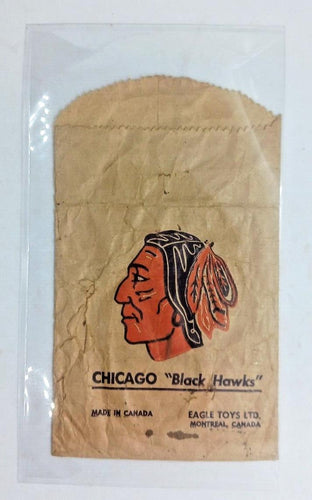 CHICAGO "Black Hawks"
MADE IN CANADA
EAGLE TOYS LTD.
MONTREAL, CANADA